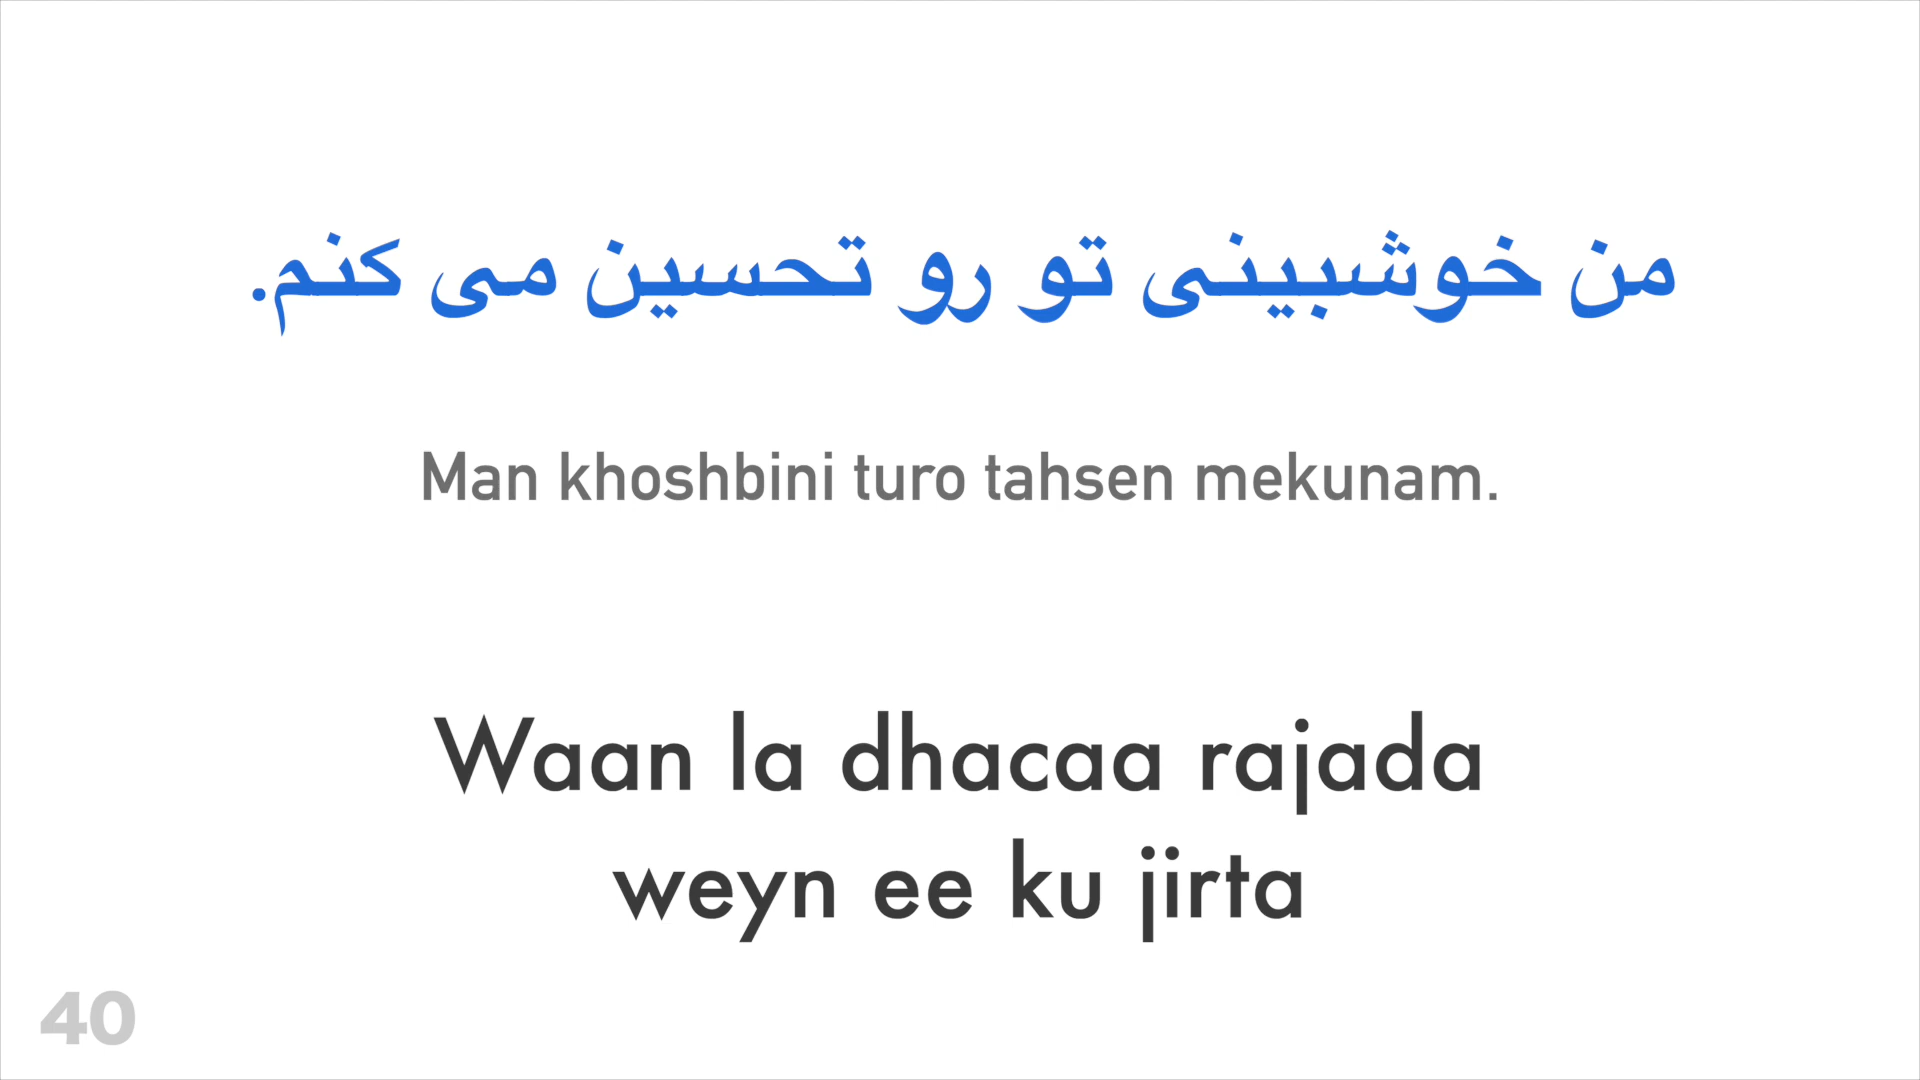 من خوشبینی تو رو تحسین می کنم.
Man khoshbini turo tahsen mekunam.
Waan la dhacaa rajada
weyn ee ku jirta
40